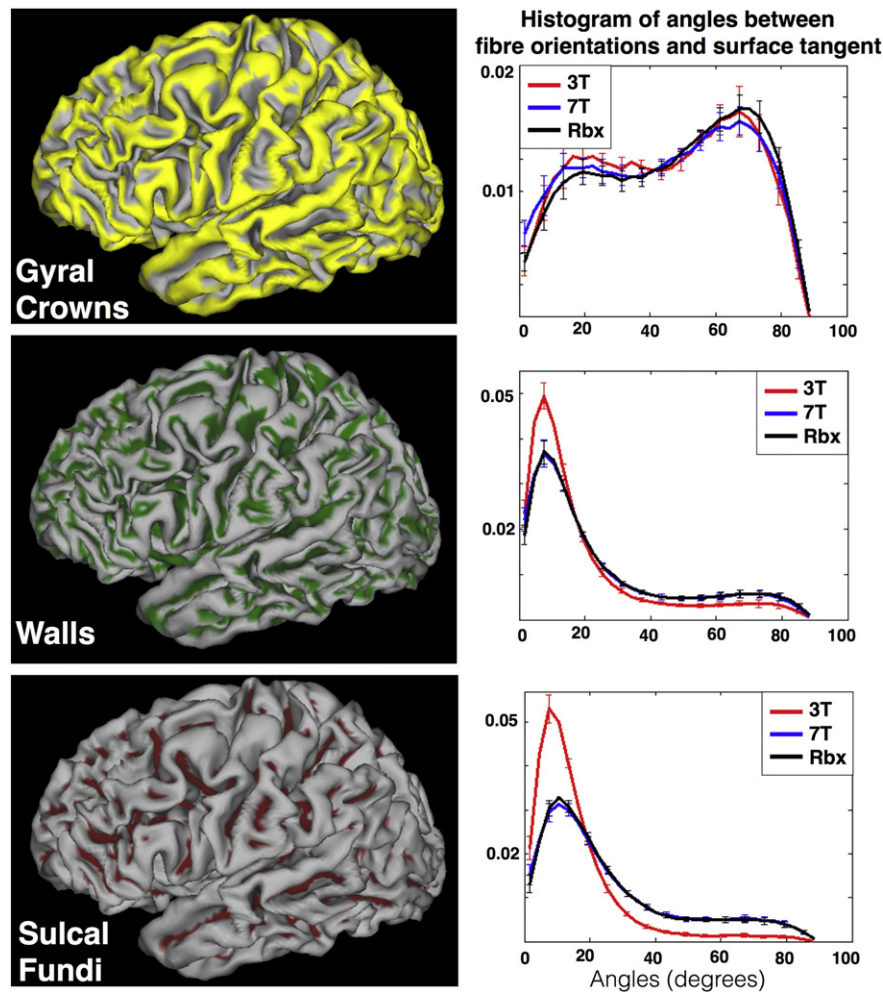 Histogram of angles between
fibre orientations and surface tangent
Gyral
Crowns
0.02
0.01
3T
7T
Rbx
0 20 40 60 80 100
Walls
0.05
0.02
3T
7T
Rbx
0 20 40 60 80 100
Sulcal
Fundi
0.05
0.02
3T
7T
Rbx
0 20 40 60 80 100
Angles (degrees)